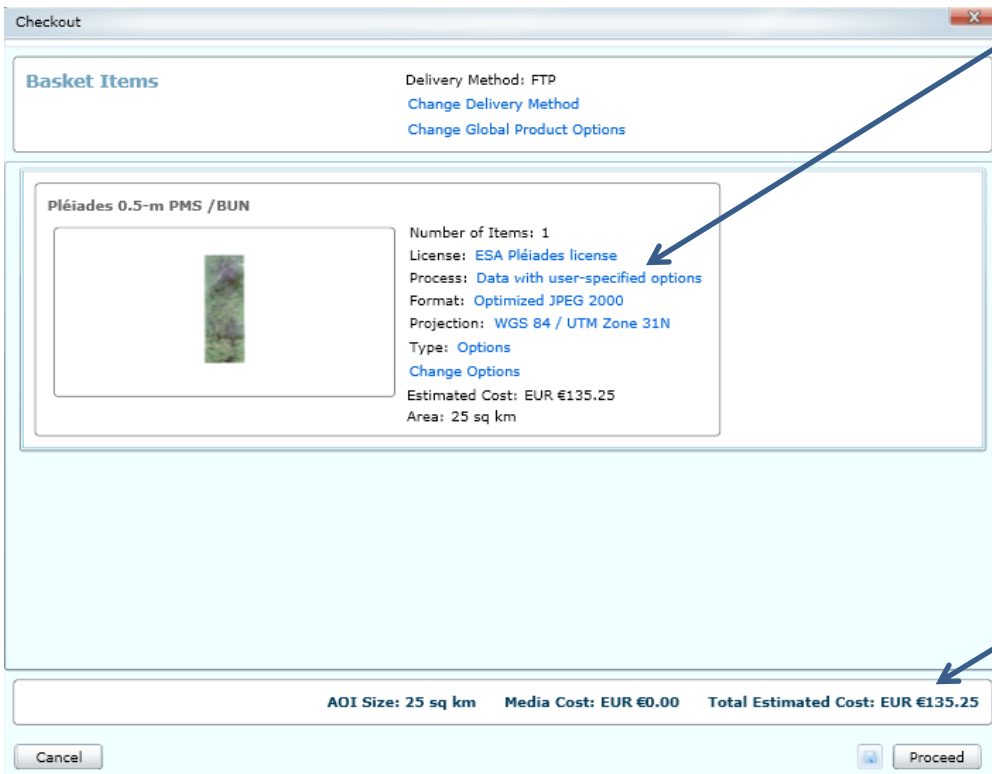 Checkout
Basket Items
Delivery Method: FTP
Change Delivery Method
Change Global Product Options
Pléiades 0.5-m PMS /BUN
Number of Items: 1
License: ESA Pléiades license
Process: Data with user-specified options
Format: Optimized JPEG 2000
Projection: WGS 84 / UTM Zone 31N
Type: Options
Change Options
Estimated Cost: EUR €135.25
Area: 25 sq km
AOI Size: 25 sq km Media Cost: EUR €0.00 Total Estimated Cost: EUR €135.25
Cancel Proceed